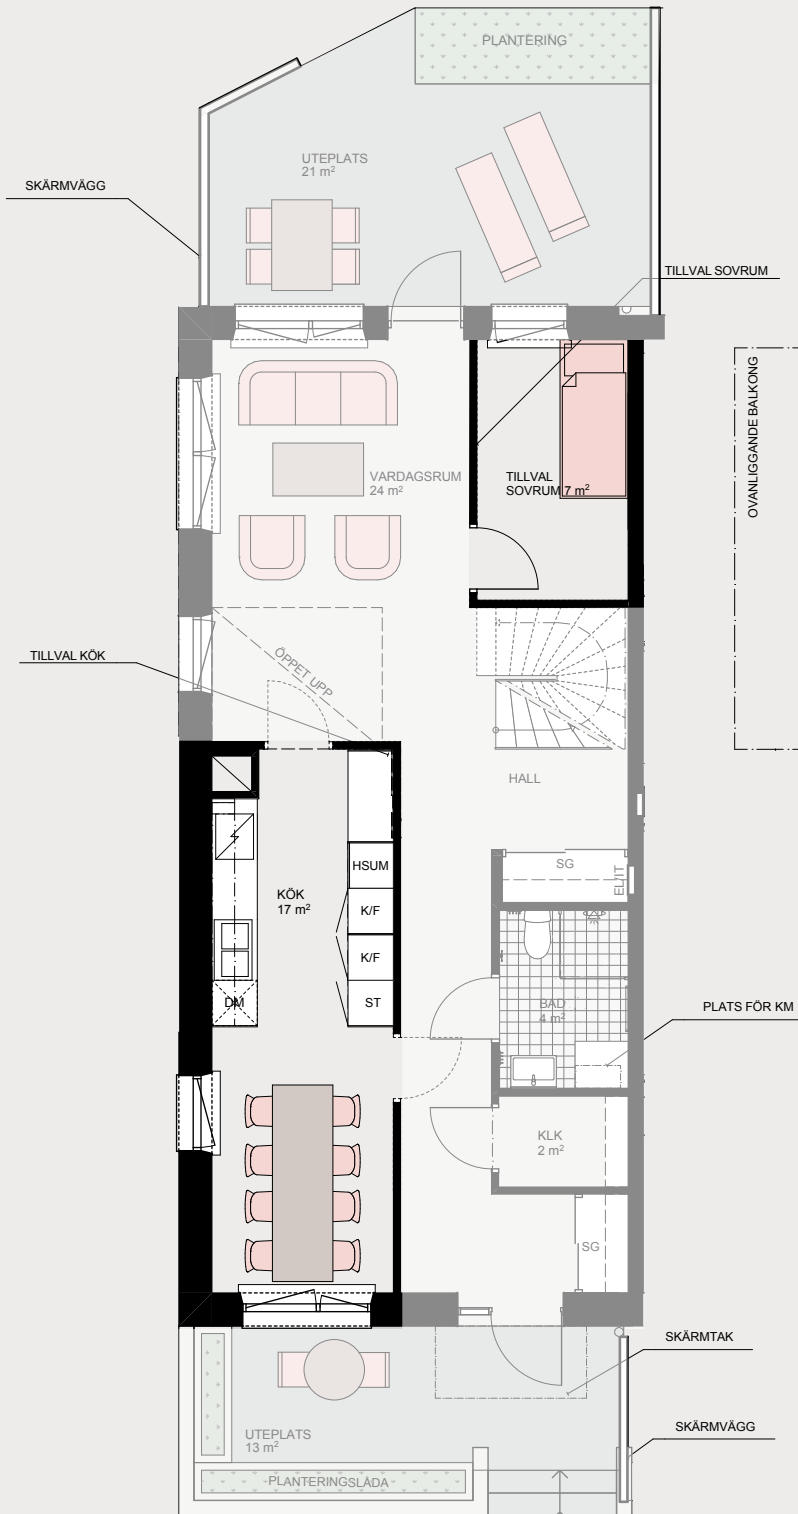 PLANTERING
UTEPLATS
21 m²
SKÄRMVÄGG
TILLVAL SOVRUM
OVANLIGGANDE BALKONG
VARDAGSRUM
24 m²
TILLVAL
SOVRUM 7 m²
TILLVAL KÖK
ÖPPET UPP
HALL
SG
EL/IT
HSUM
KÖK
17 m²
K/F
K/F
ST
DM
BAD
4 m²
PLATS FÖR KM
KLK
2 m²
SG
SKÄRMTAK
SKÄRMVÄGG
UTEPLATS
13 m²
PLANTERINGSLÅDA